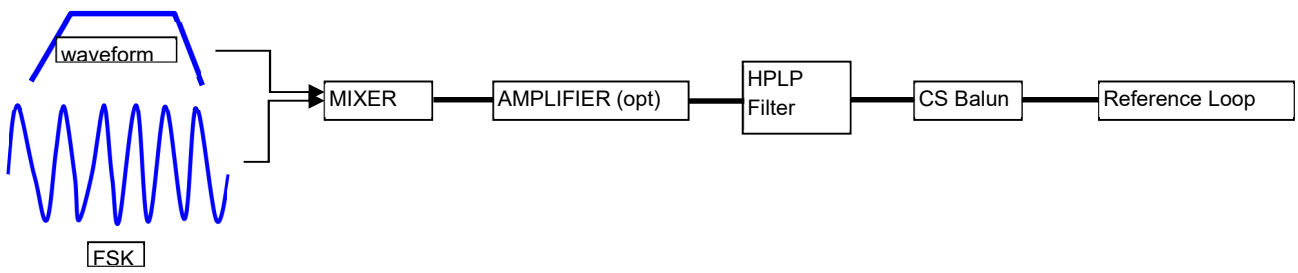 waveform
MIXER
AMPLIFIER (opt)
HPLP
Filter
CS Balun
Reference Loop
FSK